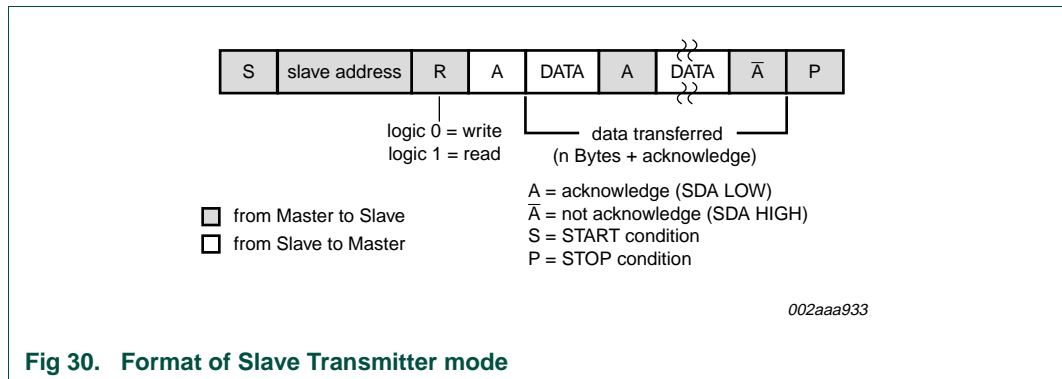 S slave address R A DATA A DATA A̅ P
logic 0 = write
logic 1 = read
data transferred
(n Bytes + acknowledge)
A = acknowledge (SDA LOW)
A̅ = not acknowledge (SDA HIGH)
S = START condition
P = STOP condition
from Master to Slave
from Slave to Master
002aaa933
Fig 30. Format of Slave Transmitter mode